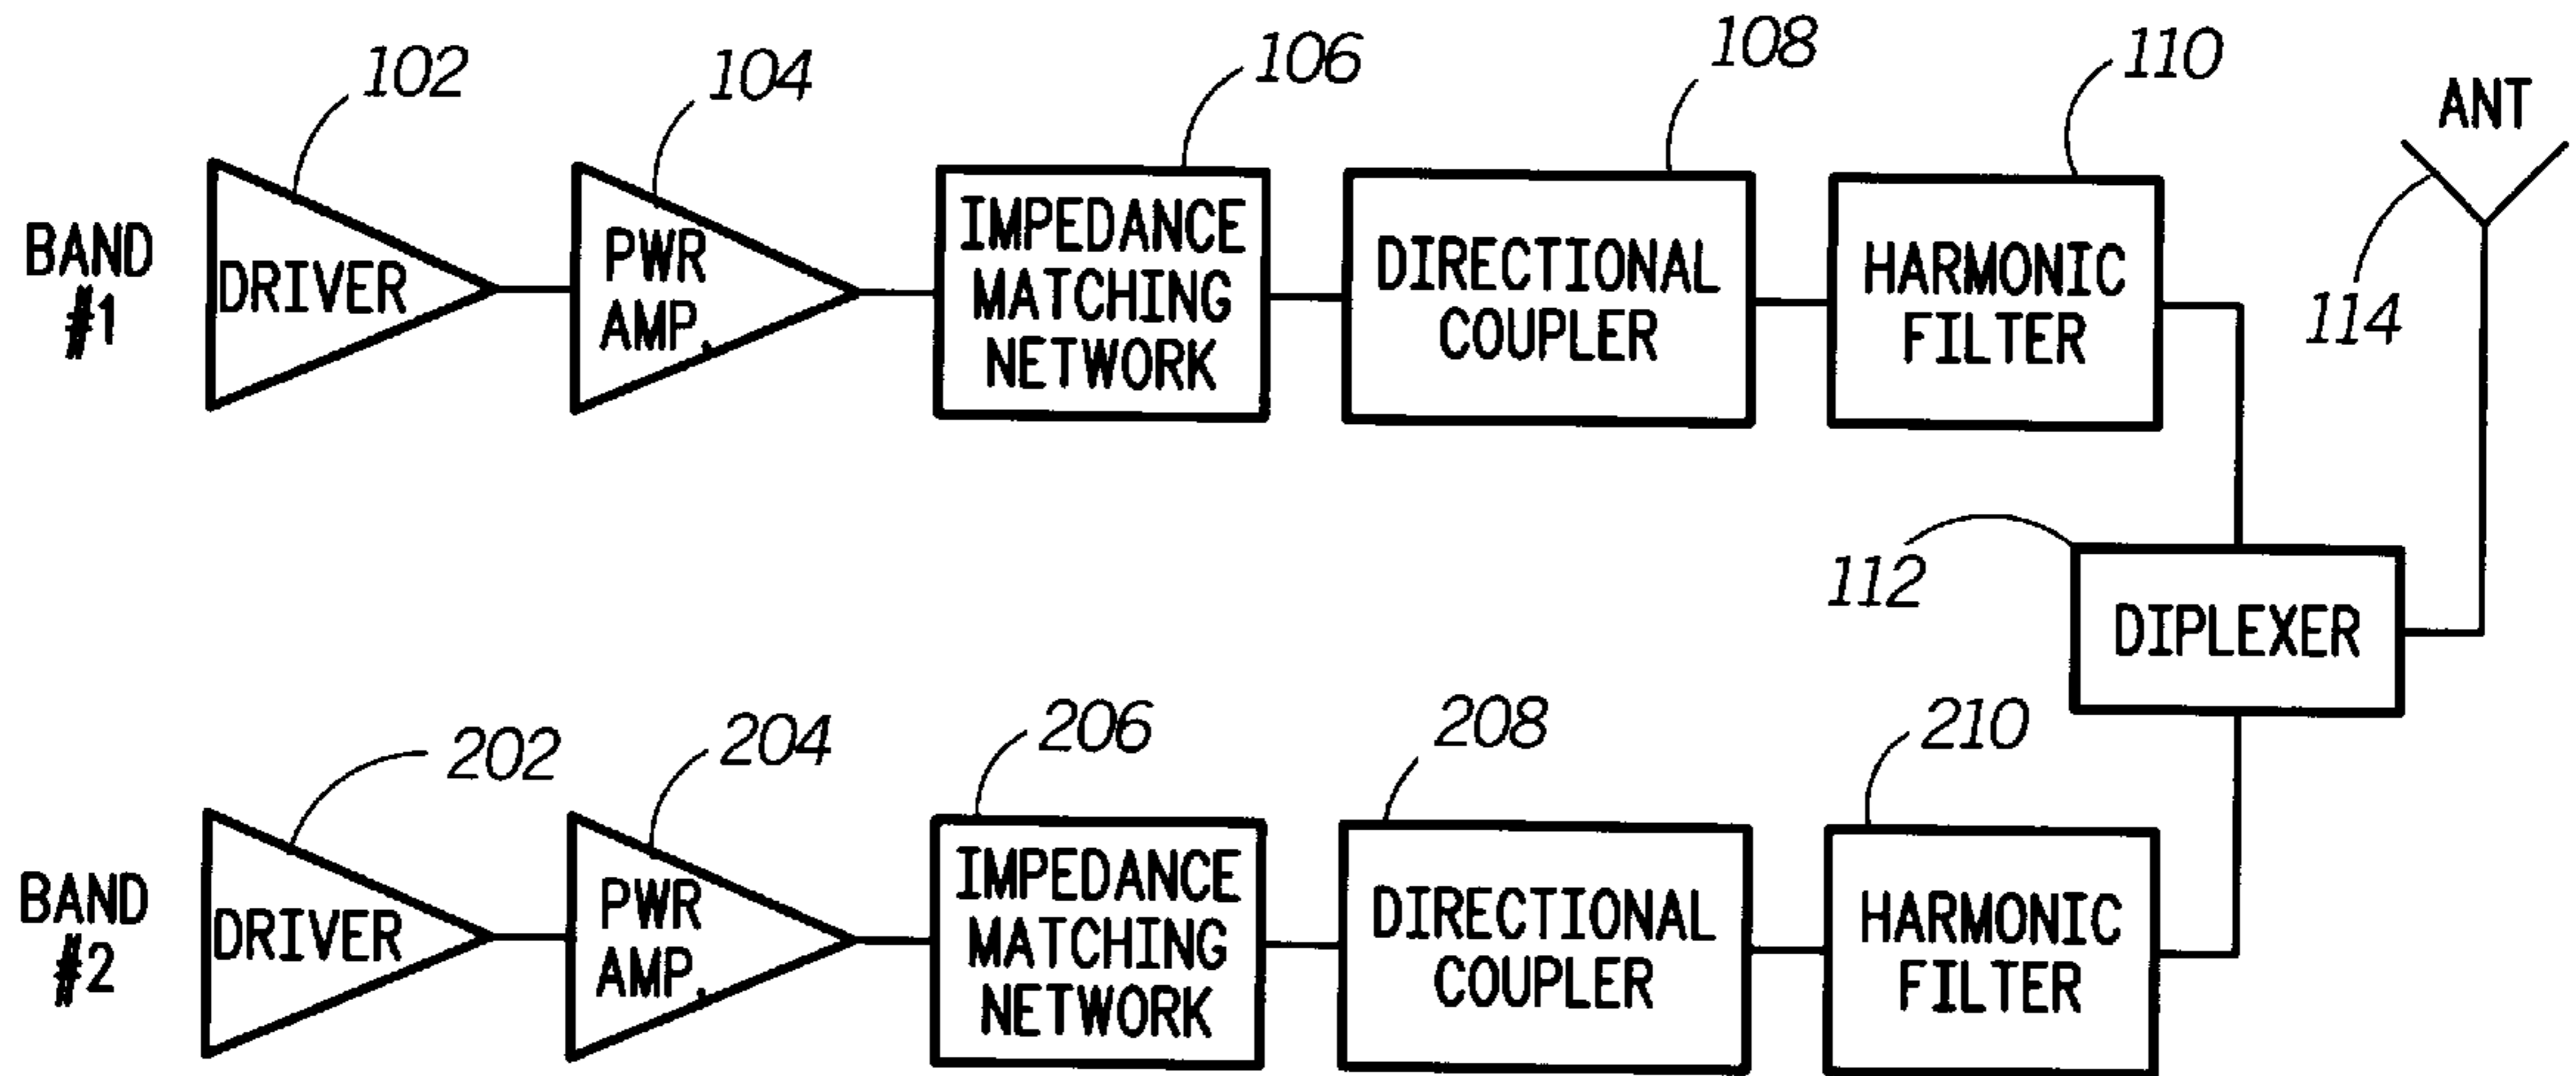 102
104
106
108
110
ANT
BAND
#1
DRIVER
PWR
AMP.
IMPEDANCE
MATCHING
NETWORK
DIRECTIONAL
COUPLER
HARMONIC
FILTER
114
112
DIPLEXER
202
204
206
208
210
BAND
#2
DRIVER
PWR
AMP.
IMPEDANCE
MATCHING
NETWORK
DIRECTIONAL
COUPLER
HARMONIC
FILTER